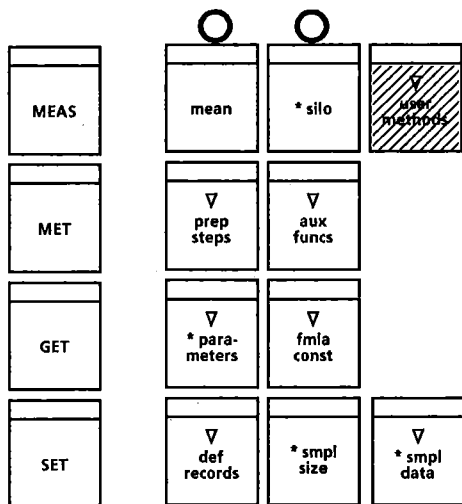 MEAS
mean
* silo
▽
user
methods
MET
▽
prep
steps
▽
aux
funcs
GET
▽
* para-
meters
▽
fmla
const
SET
▽
def
records
* smpl
size
▽
* smpl
data